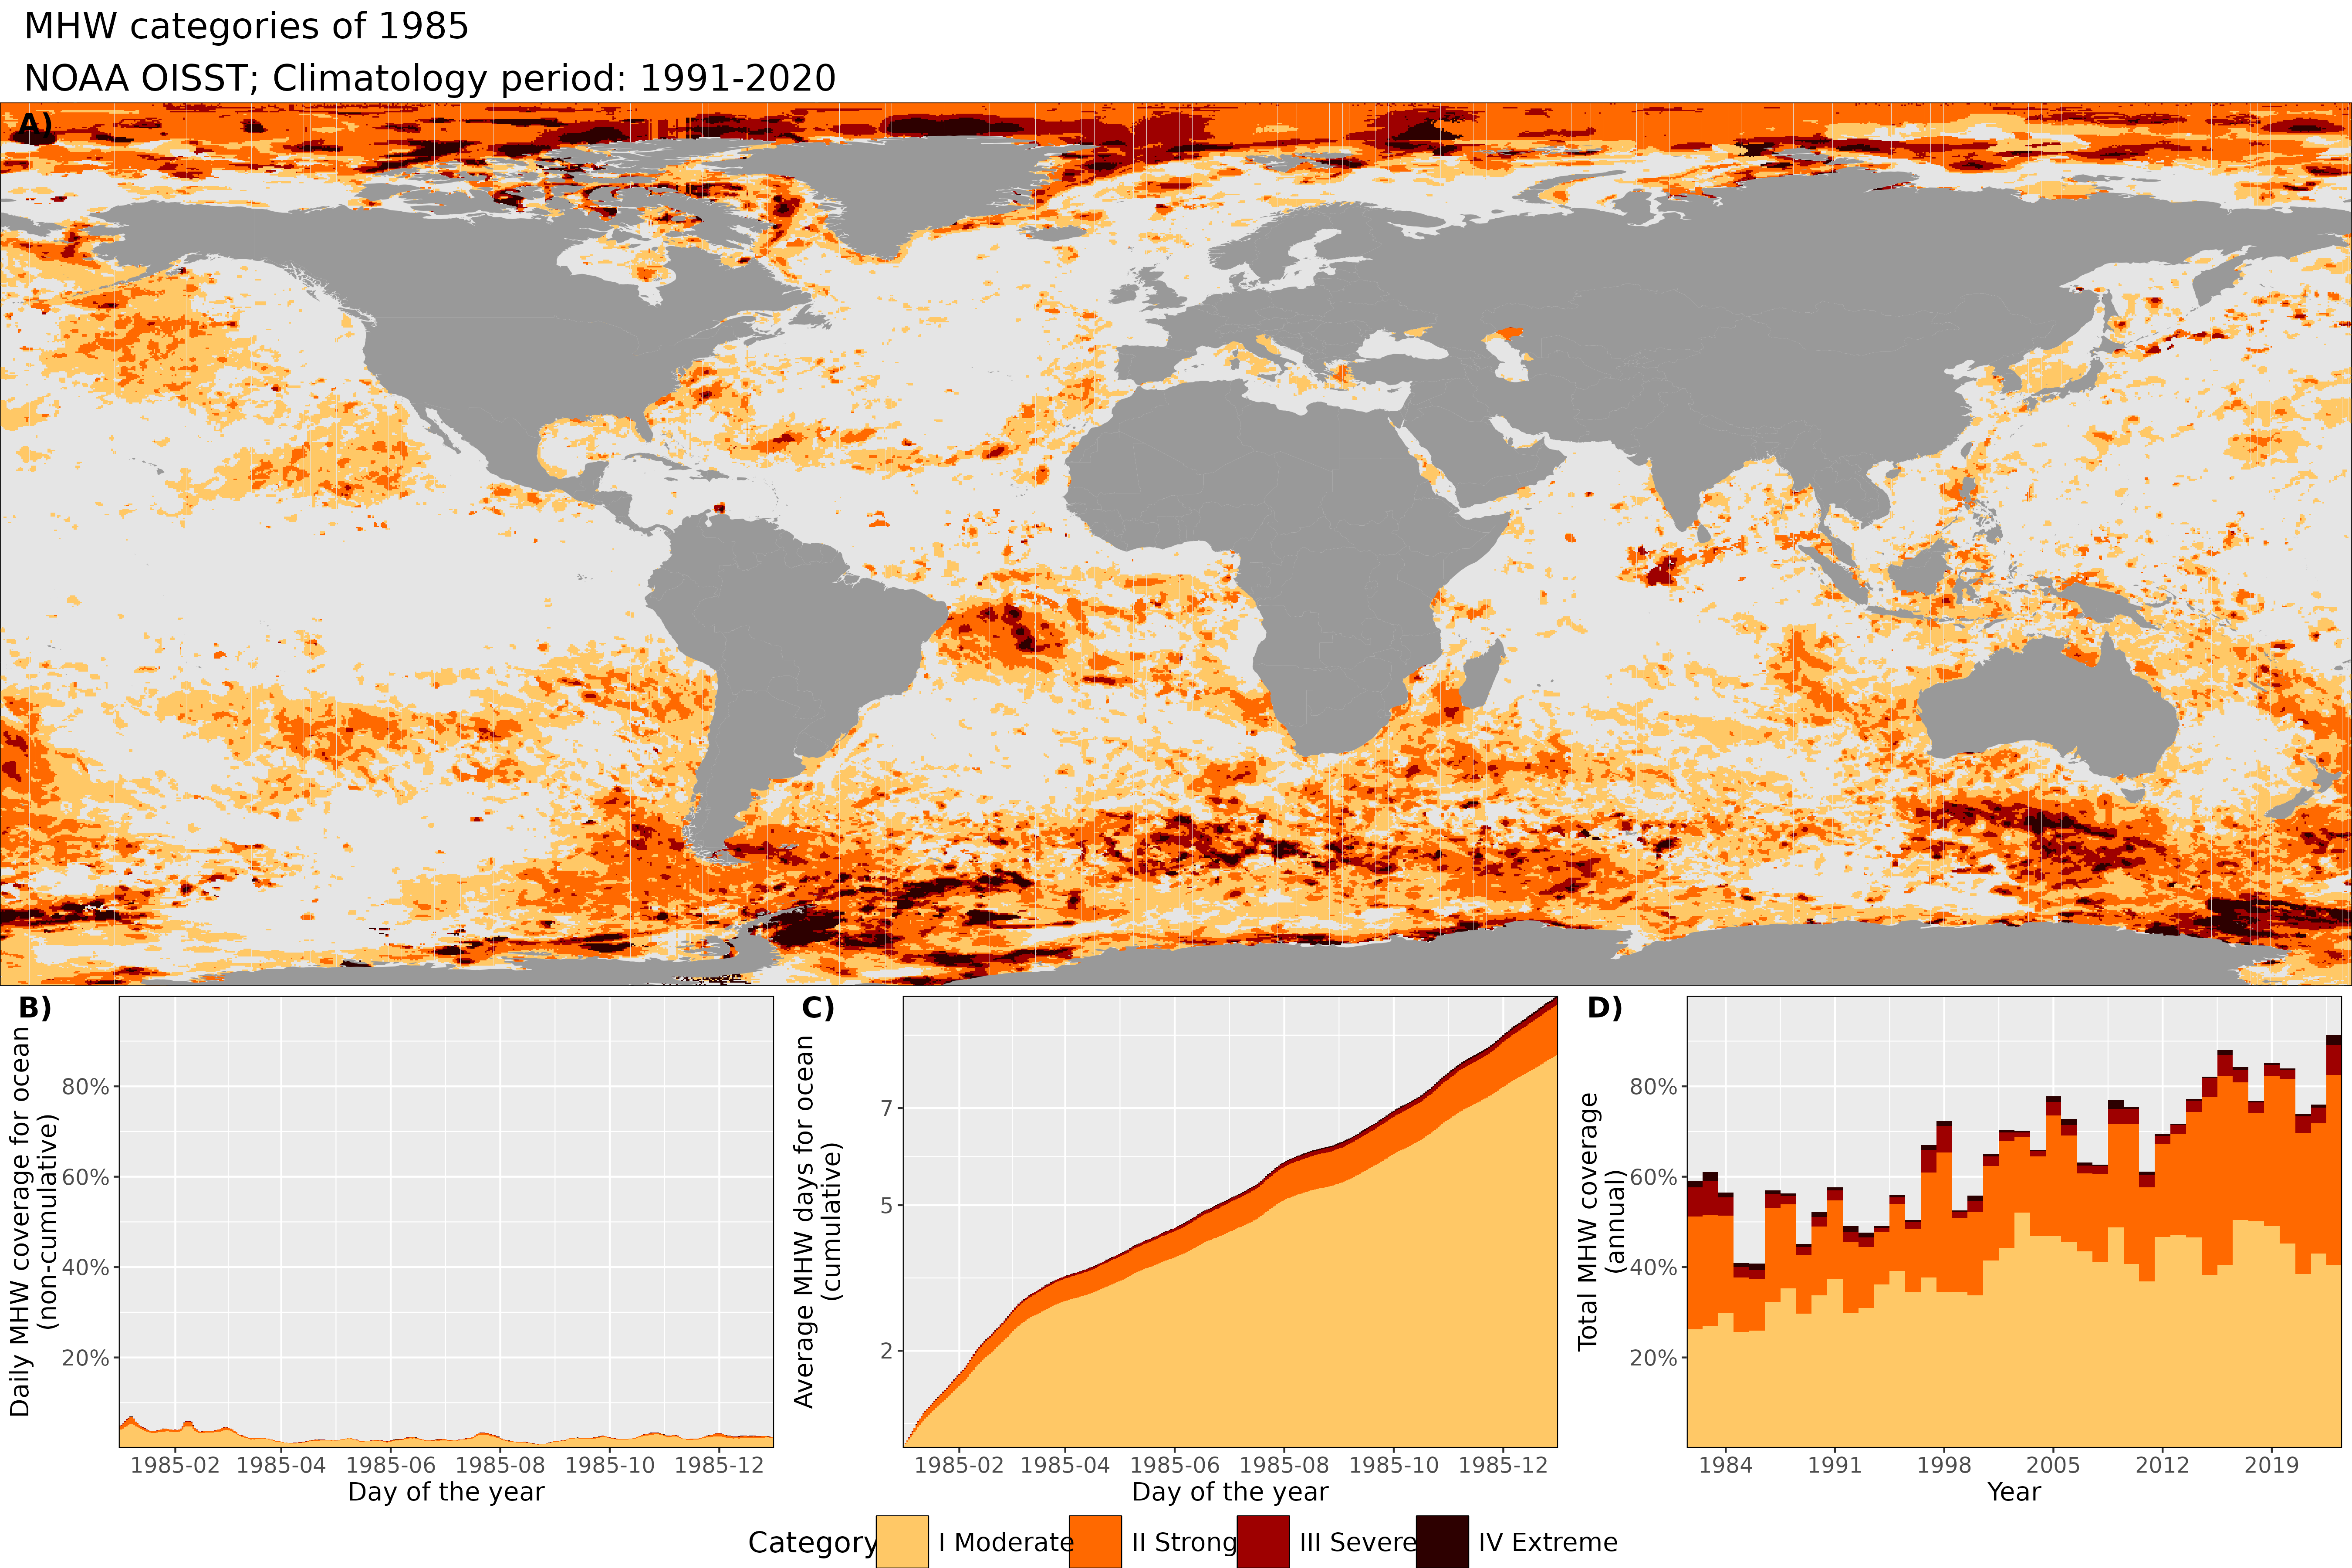 MHW categories of 1985
NOAA OISST; Climatology period: 1991-2020
A)
B)
Daily MHW coverage for ocean
(non-cumulative)
80%
60%
40%
20%
1985-02 1985-04 1985-06 1985-08 1985-10 1985-12
Day of the year
C)
Average MHW days for ocean
(cumulative)
7
5
2
1985-02 1985-04 1985-06 1985-08 1985-10 1985-12
Day of the year
D)
Total MHW coverage
(annual)
80%
60%
40%
20%
1984 1991 1998 2005 2012 2019
Year
Category I Moderate II Strong III Severe IV Extreme